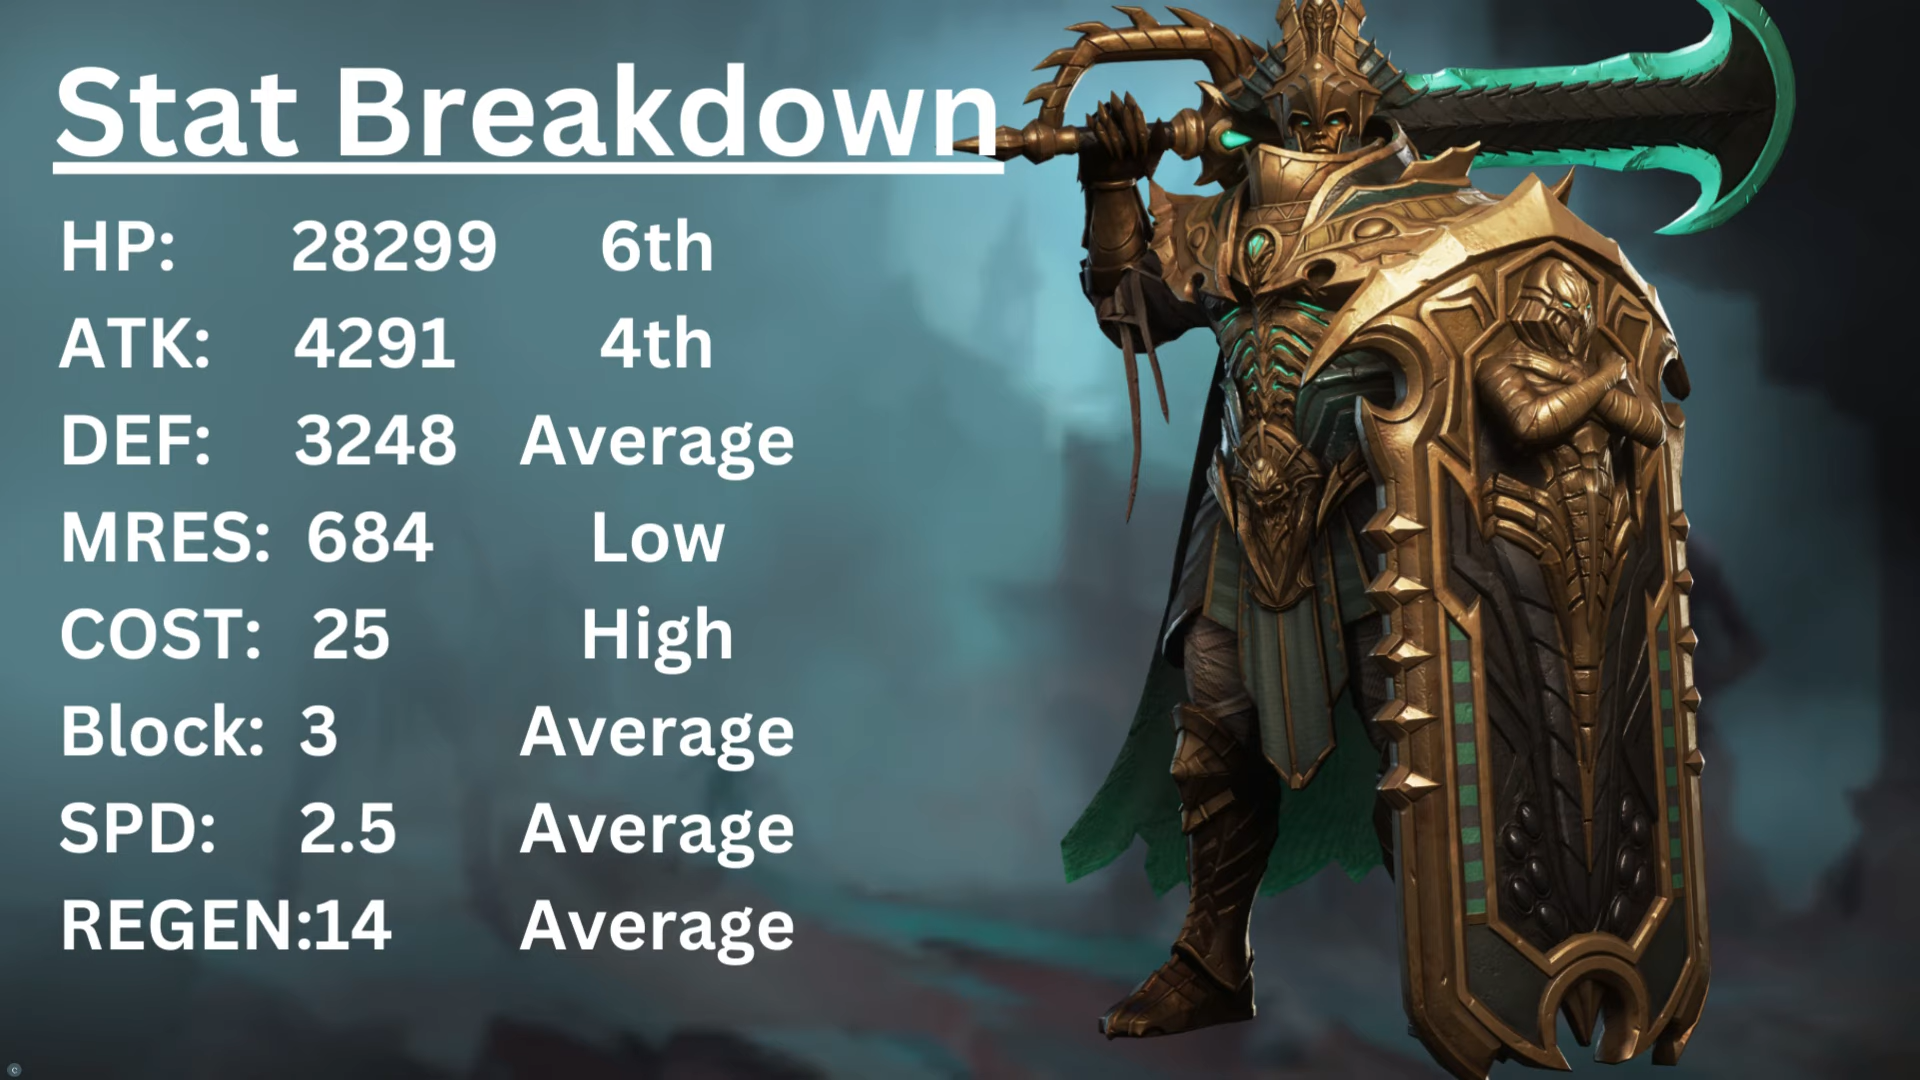 Stat Breakdown
HP: 28299 6th
ATK: 4291 4th
DEF: 3248 Average
MRES: 684 Low
COST: 25 High
Block: 3 Average
SPD: 2.5 Average
REGEN:14 Average
c